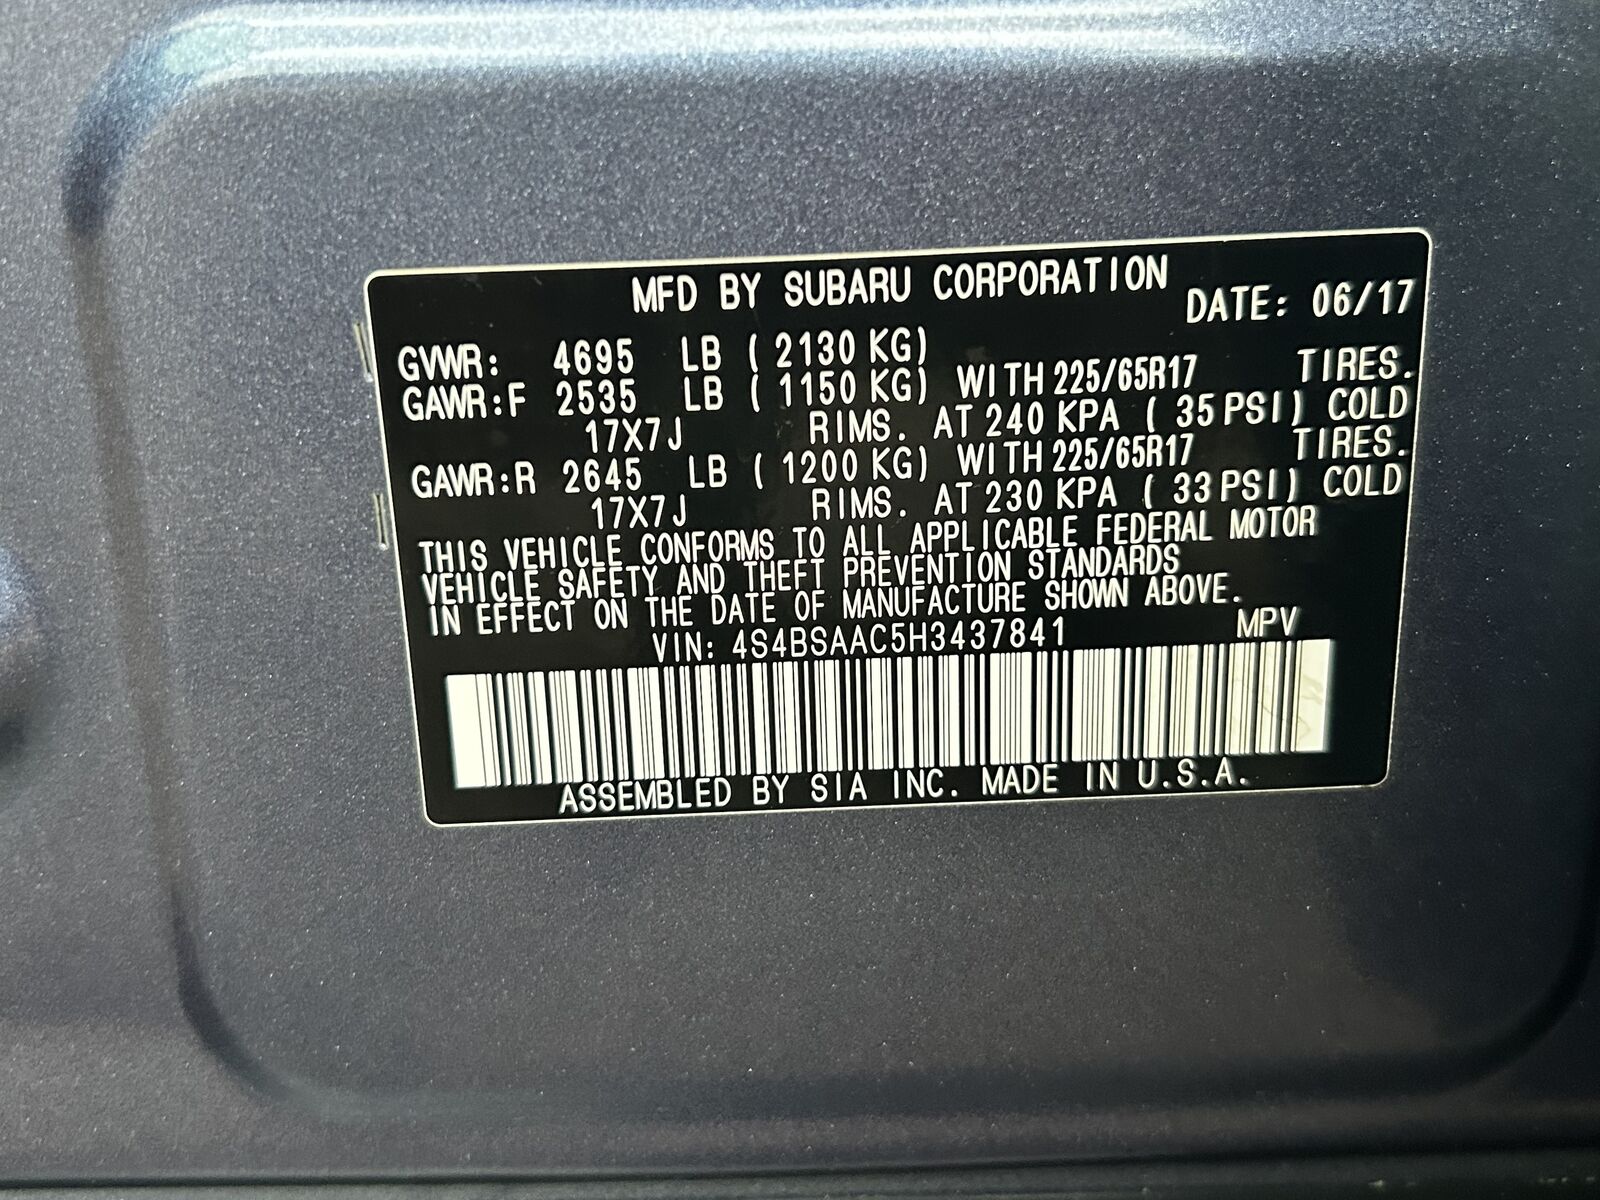 MFD BY SUBARU CORPORATION
DATE: 06/17
GVWR: 4695 LB ( 2130 KG)
GAWR:F 2535 LB ( 1150 KG) WITH 225/65R17 TIRES.
17X7J RIMS. AT 240 KPA ( 35 PSI) COLD
GAWR:R 2645 LB ( 1200 KG) WITH 225/65R17 TIRES.
17X7J RIMS. AT 230 KPA ( 33 PSI) COLD
THIS VEHICLE CONFORMS TO ALL APPLICABLE FEDERAL MOTOR
VEHICLE SAFETY AND THEFT PREVENTION STANDARDS
IN EFFECT ON THE DATE OF MANUFACTURE SHOWN ABOVE.
VIN: 4S4BSAAC5H3437841 MPV
ASSEMBLED BY SIA INC. MADE IN U.S.A.